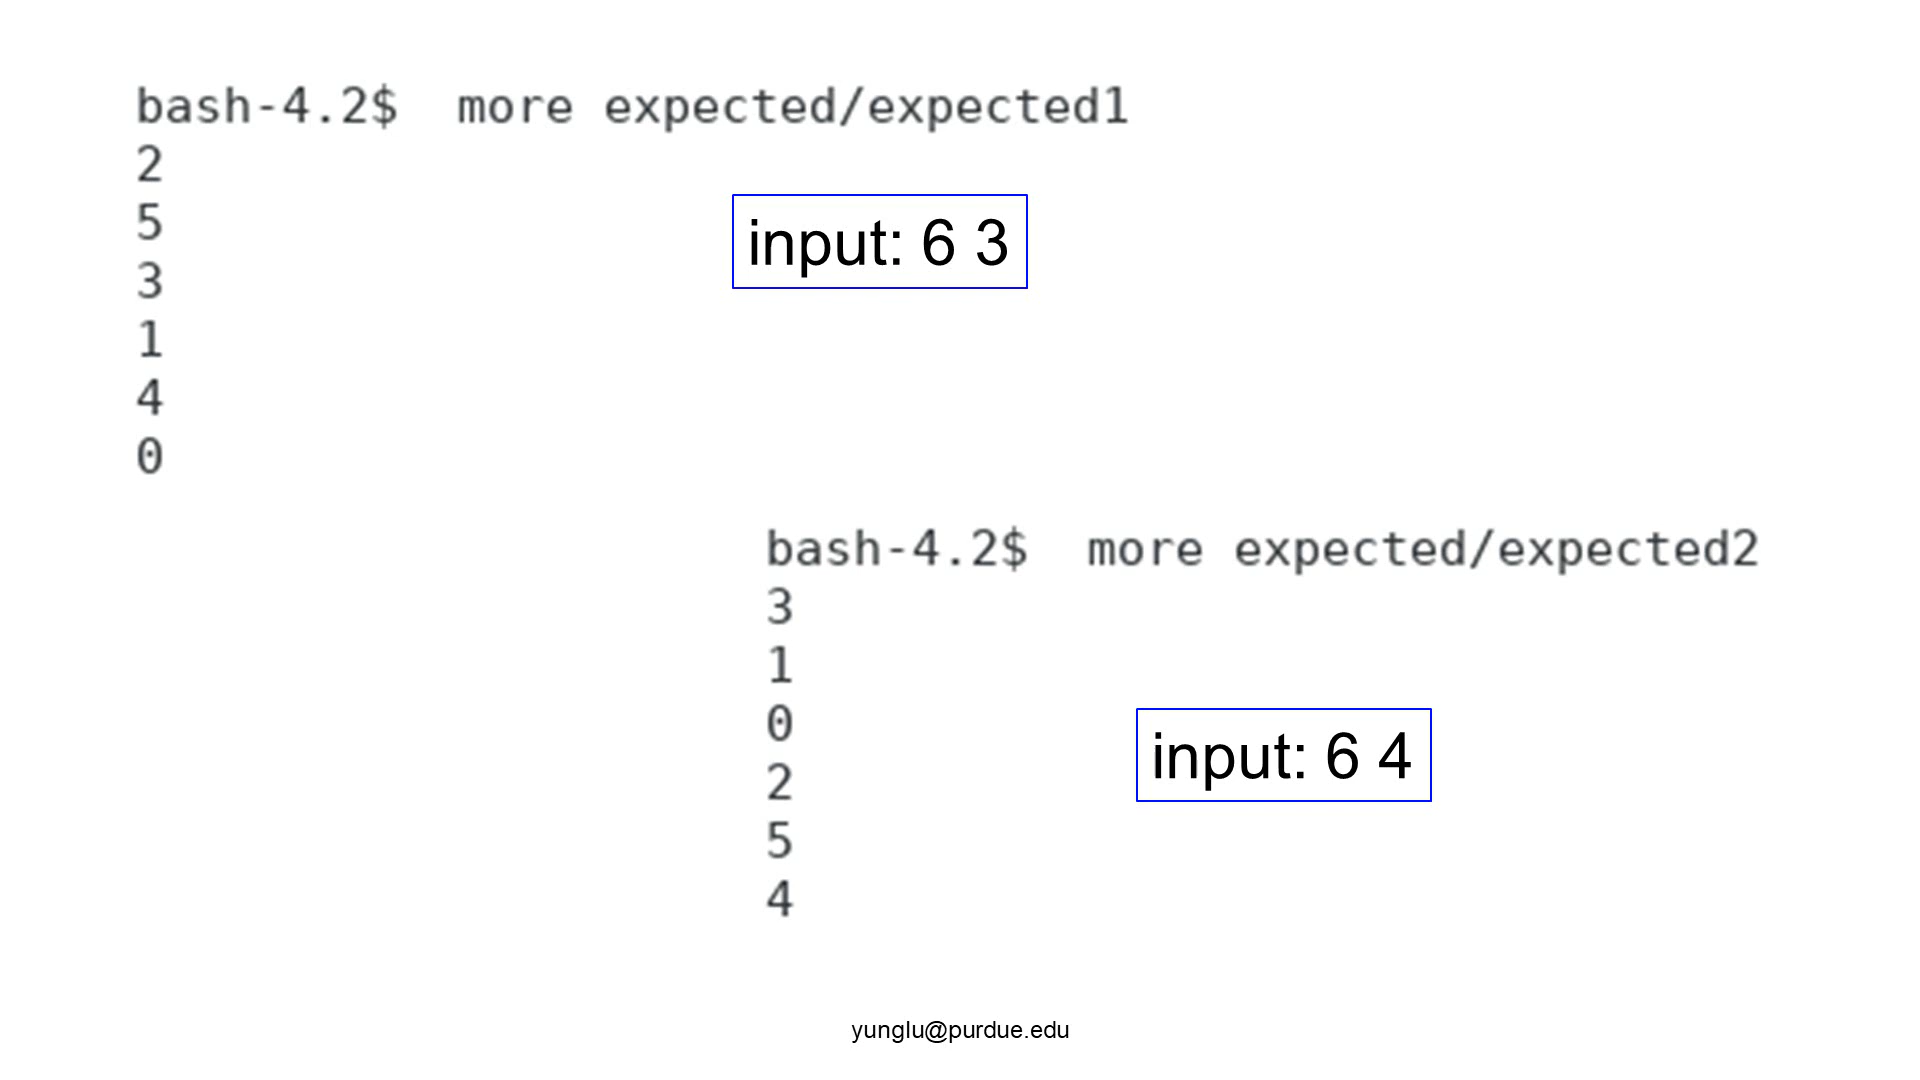 bash-4.2$  more expected/expected1
2
5
3
1
4
0
input: 6 3
bash-4.2$  more expected/expected2
3
1
0
2
5
4
input: 6 4
yunglu@purdue.edu